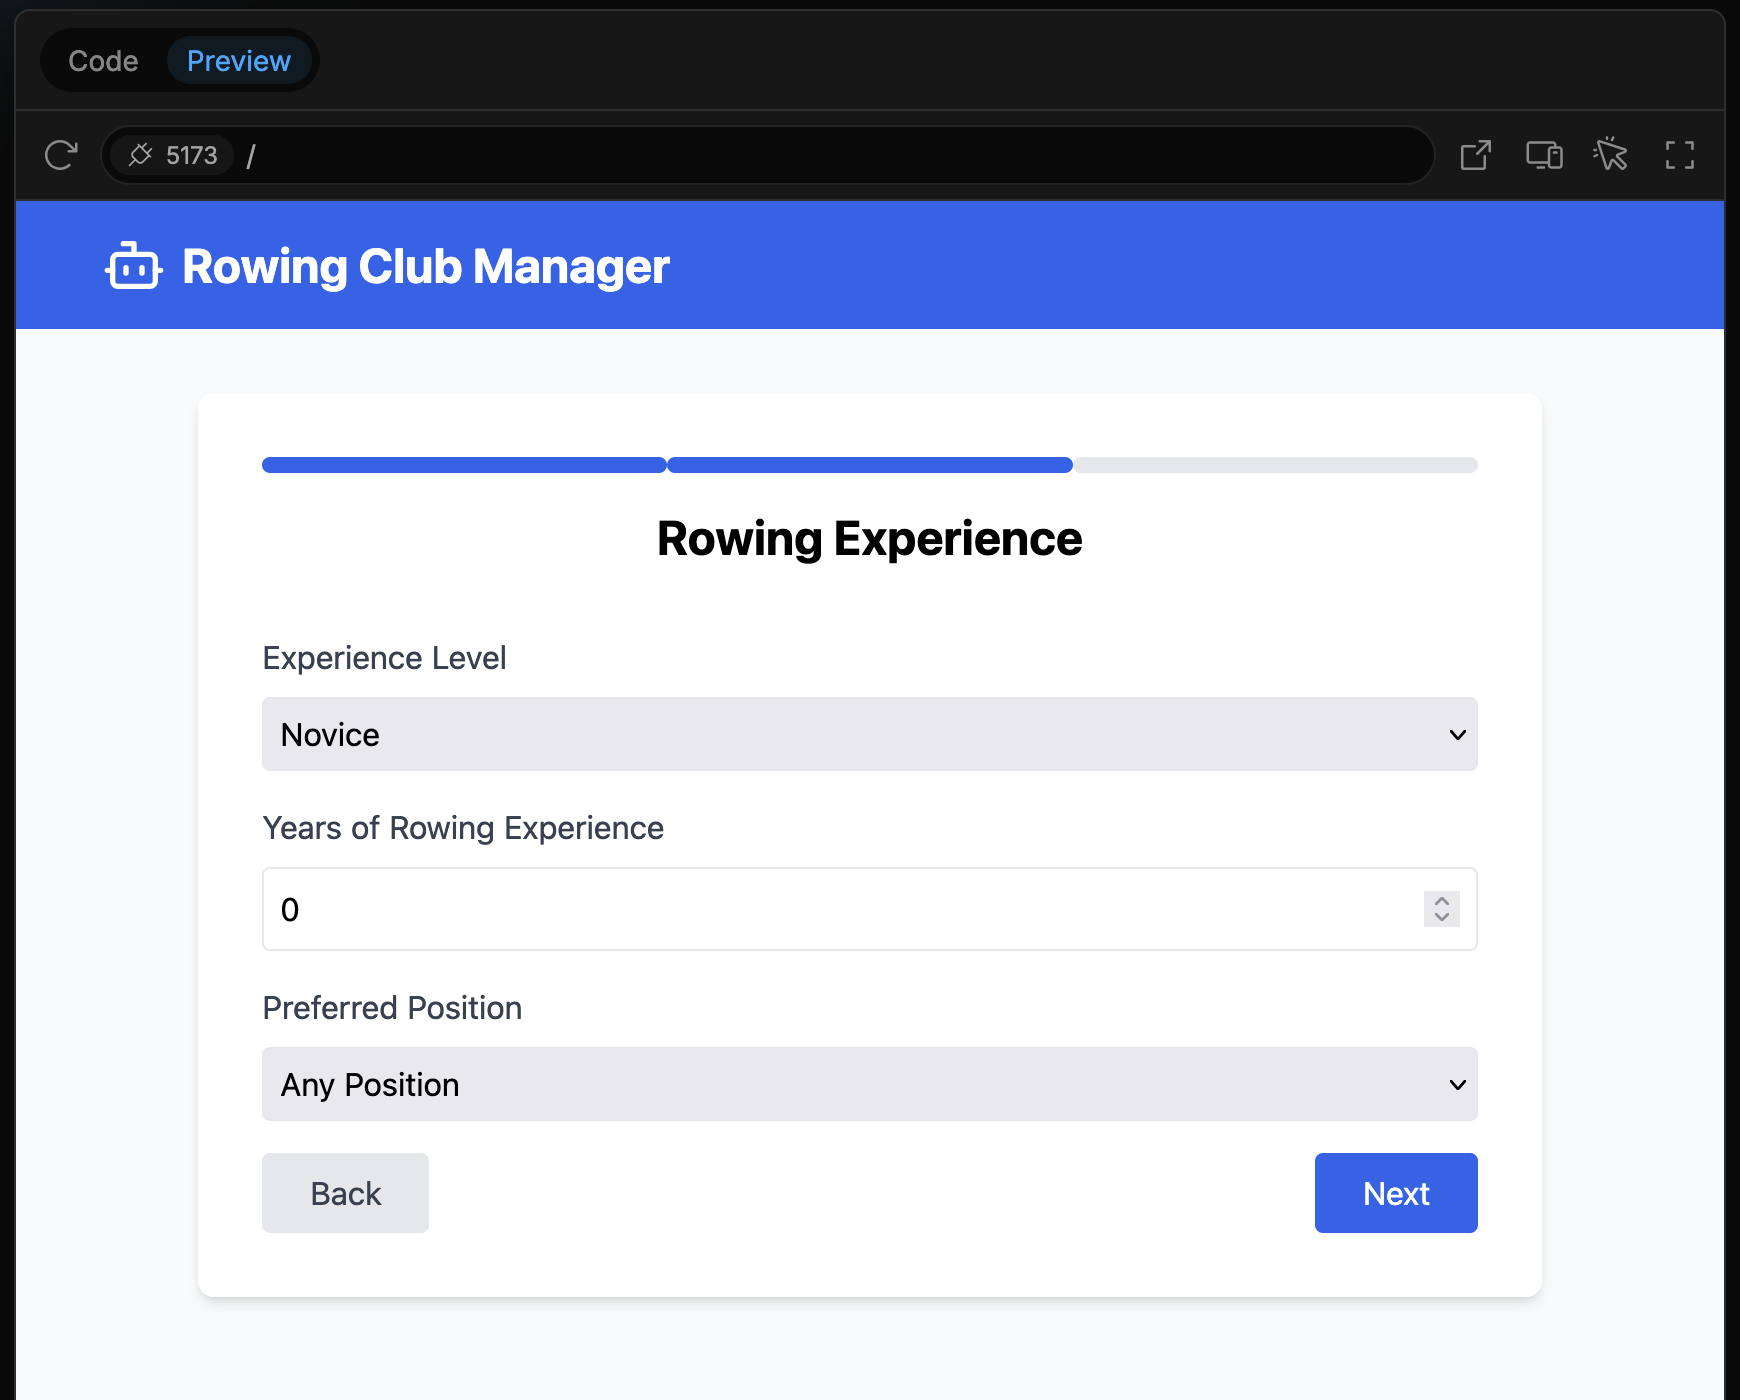 Code Preview
5173 /
Rowing Club Manager
Rowing Experience
Experience Level
Novice
Years of Rowing Experience
0
Preferred Position
Any Position
Back Next